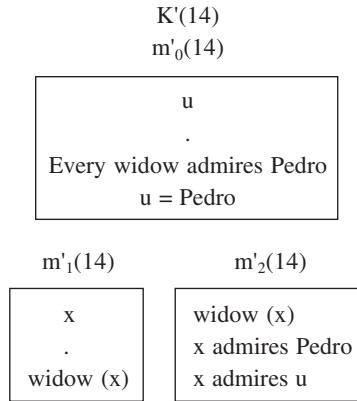 K'(14)
m'0(14)
u
.
Every widow admires Pedro
u = Pedro
m'1(14)
m'2(14)
x
.
widow (x)
widow (x)
x admires Pedro
x admires u